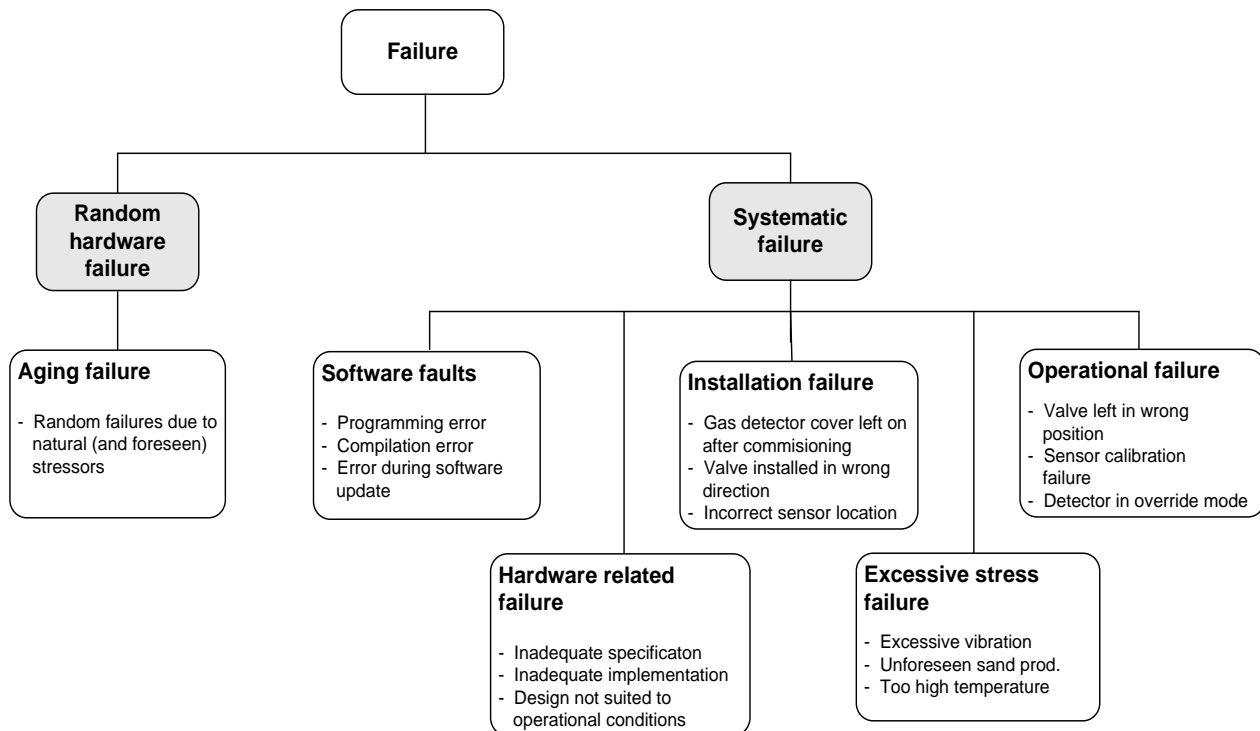 Failure
Random
hardware
failure
Systematic
failure
Aging failure
- Random failures due to
natural (and foreseen)
stressors
Software faults
- Programming error
- Compilation error
- Error during software
update
Installation failure
- Gas detector cover left on
after commisioning
- Valve installed in wrong
direction
- Incorrect sensor location
Operational failure
- Valve left in wrong
position
- Sensor calibration
failure
- Detector in override mode
Hardware related
failure
- Inadequate specificaton
- Inadequate implementation
- Design not suited to
operational conditions
Excessive stress
failure
- Excessive vibration
- Unforeseen sand prod.
- Too high temperature